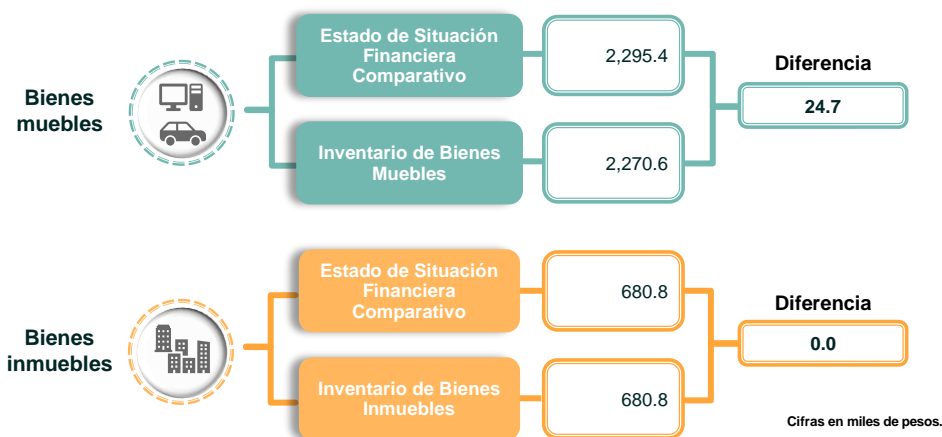 Bienes
muebles
Estado de Situación
Financiera
Comparativo
2,295.4
Inventario de Bienes
Muebles
2,270.6
Diferencia
24.7
Bienes
inmuebles
Estado de Situación
Financiera
Comparativo
680.8
Inventario de Bienes
Inmuebles
680.8
Diferencia
0.0
Cifras en miles de pesos.